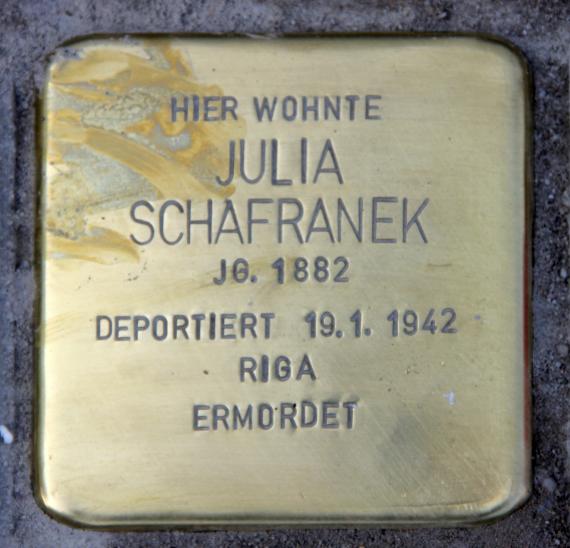 HIER WOHNTE
JULIA
SCHAFRANEK
JG. 1882
DEPORTIERT 19.1. 1942
RIGA
ERMORDET